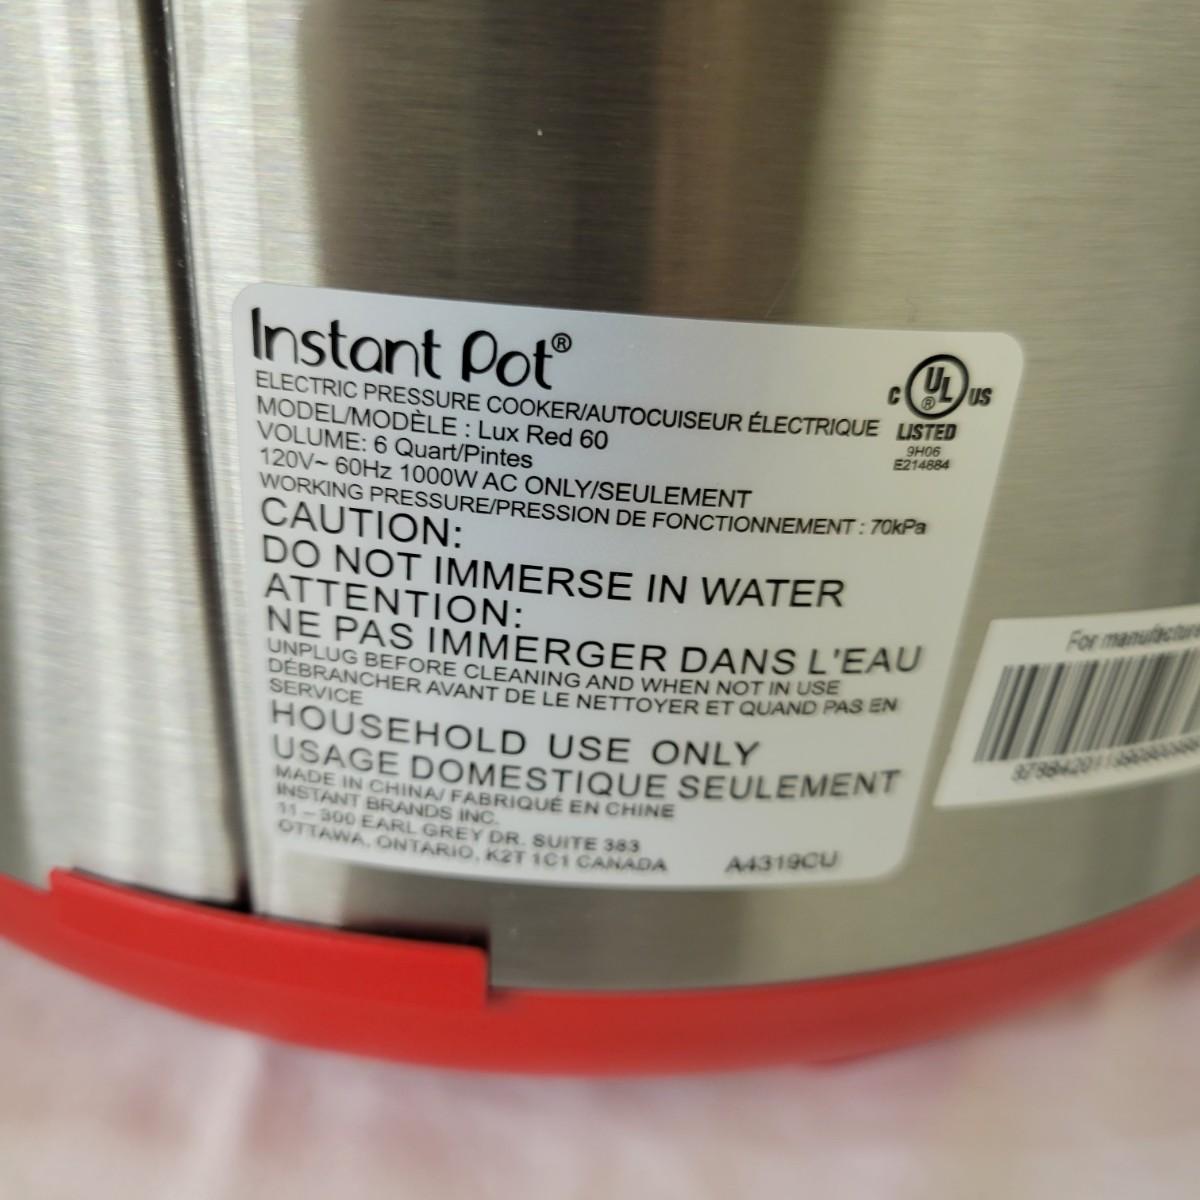 Instant Pot®
ELECTRIC PRESSURE COOKER/AUTOCUISEUR ÉLECTRIQUE
MODEL/MODÈLE : Lux Red 60
VOLUME: 6 Quart/Pintes
120V~ 60Hz 1000W AC ONLY/SEULEMENT
WORKING PRESSURE/PRESSION DE FONCTIONNEMENT : 70kPa
C UL® US
LISTED
9H06
E214884
CAUTION:
DO NOT IMMERSE IN WATER
ATTENTION:
NE PAS IMMERGER DANS L'EAU
UNPLUG BEFORE CLEANING AND WHEN NOT IN USE
DÉBRANCHER AVANT DE LE NETTOYER ET QUAND PAS EN
SERVICE
HOUSEHOLD USE ONLY
USAGE DOMESTIQUE SEULEMENT
MADE IN CHINA/ FABRIQUÉ EN CHINE
INSTANT BRANDS INC.
11 – 300 EARL GREY DR. SUITE 383
OTTAWA, ONTARIO, K2T 1C1 CANADA
A4319CU
For